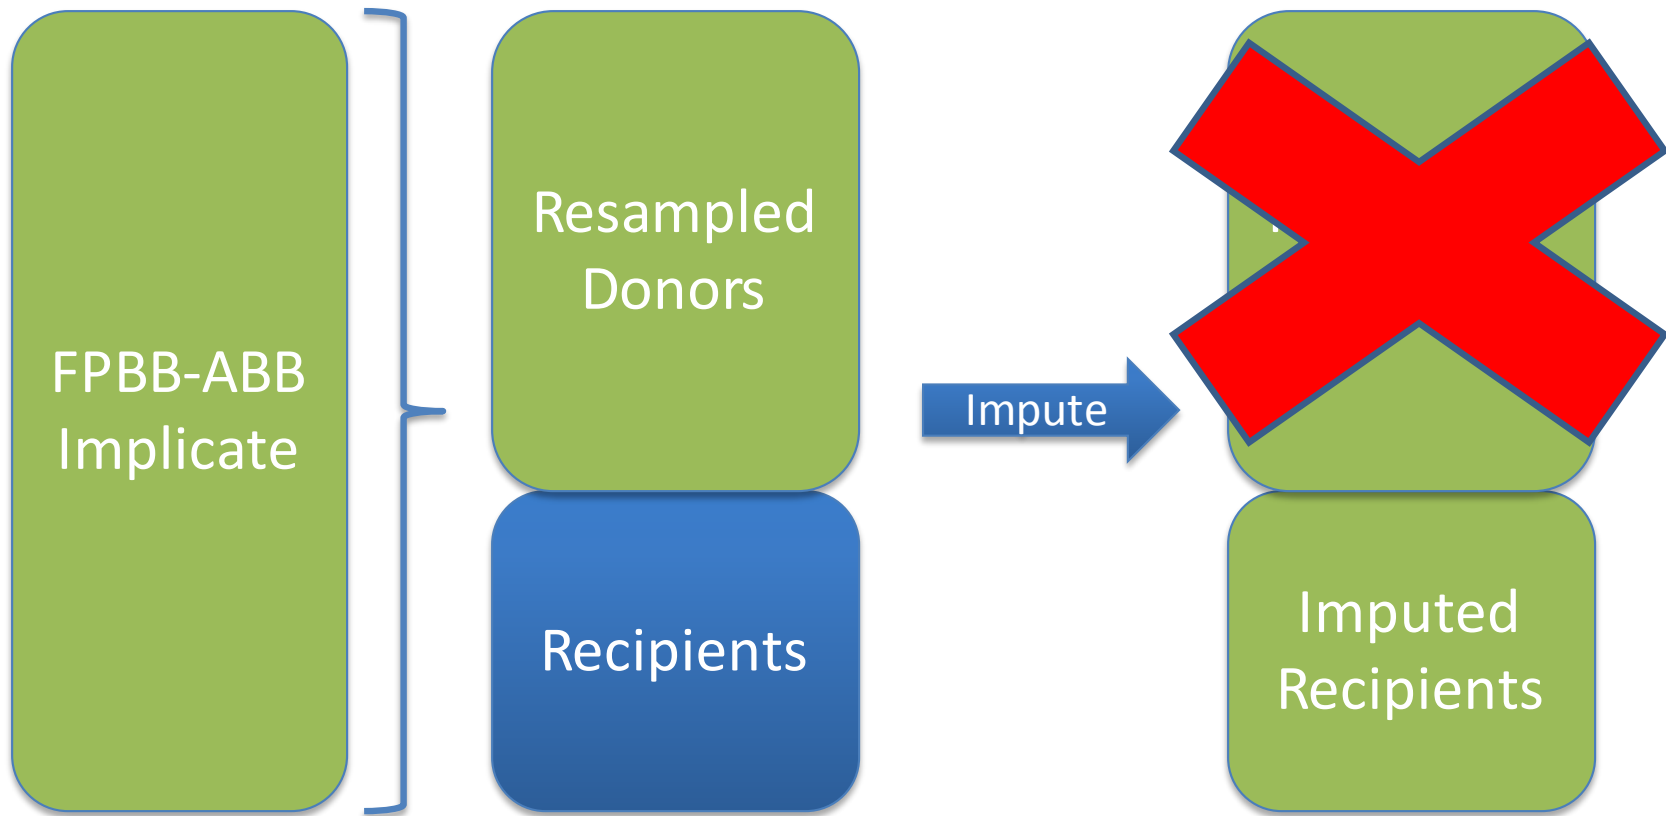 FPBB-ABB
Implicate
Resampled
Donors
Recipients
Impute
Imputed
Recipients